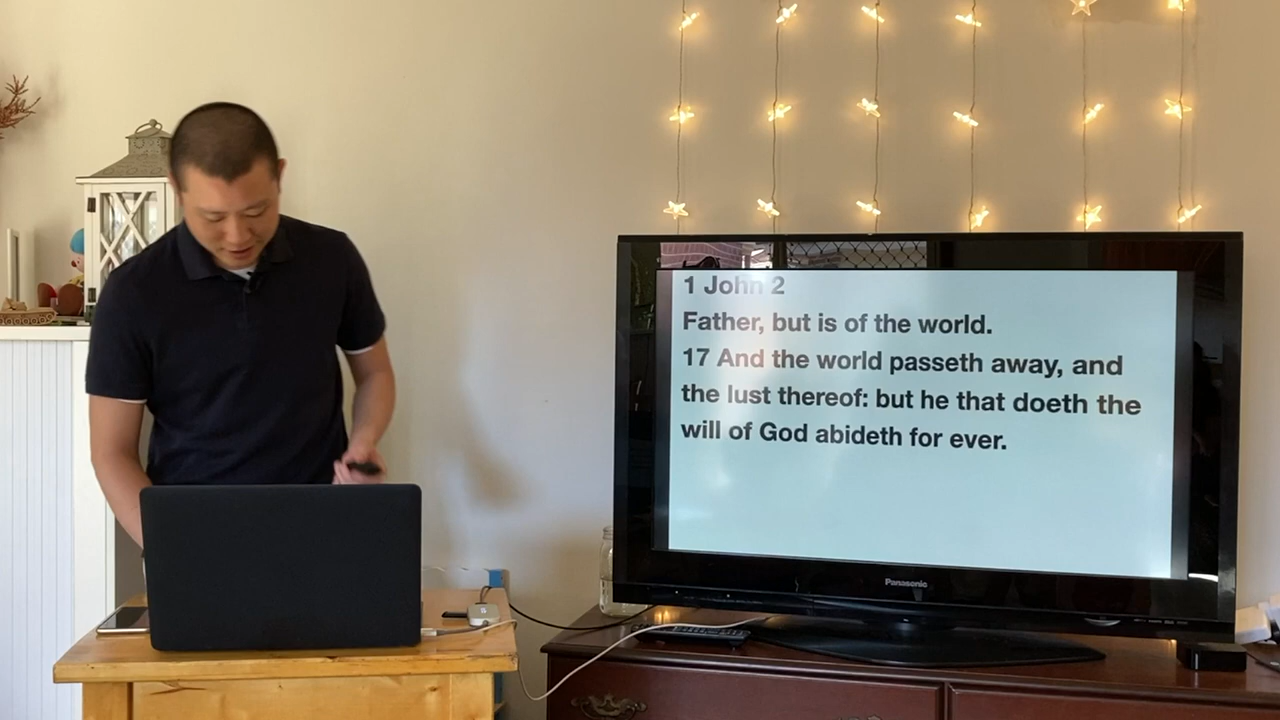 1 John 2
Father, but is of the world.
17 And the world passeth away, and
the lust thereof: but he that doeth the
will of God abideth for ever.
Panasonic